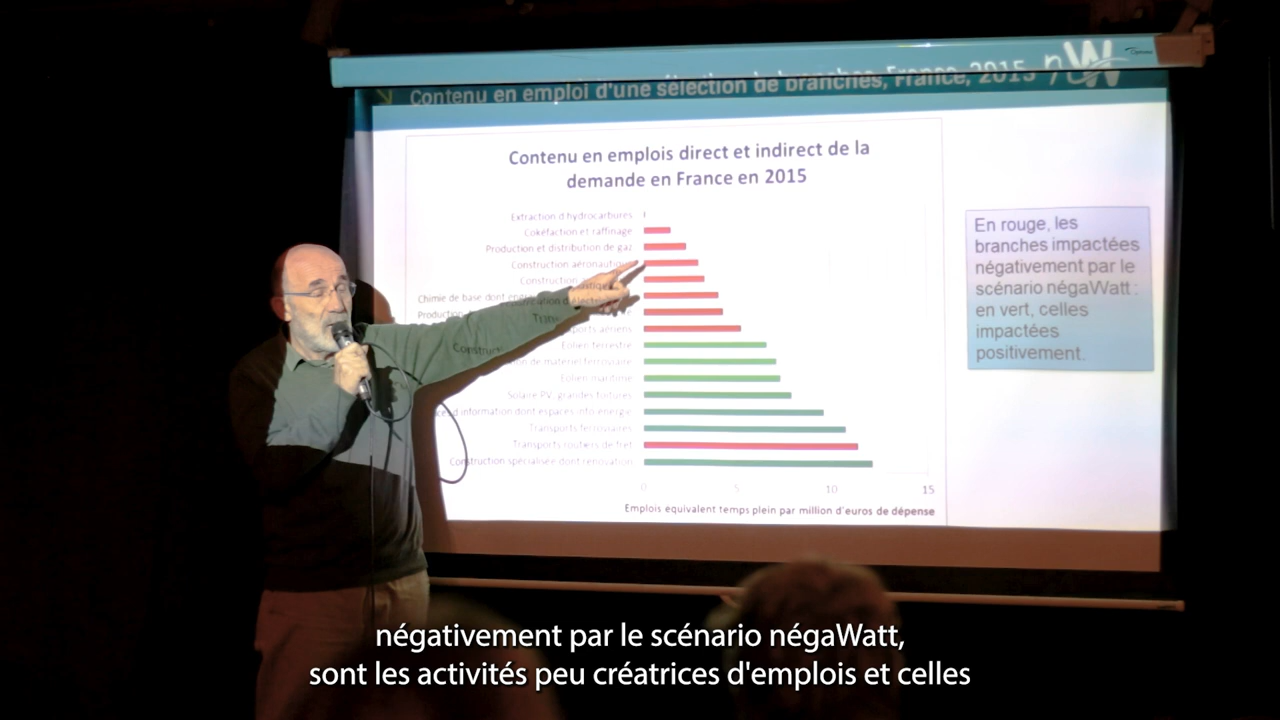 Contenu en emploi d'une sélection de branches, France, 2015
nW
Contenu en emplois direct et indirect de la
demande en France en 2015
Extraction d'hydrocarbures
Cokéfaction et raffinage
Production et distribution de gaz
Construction aéronautique
Construction
Chimie de base dont
Production
aériens
Eolien terrestre
de matériel ferroviaire
Eolien maritime
Solaire PV, grandes toitures
d'information dont espaces info énergie
Transports ferroviaires
Transports routiers de fret
Construction spécialisée dont rénovation
0 5 10 15
Emplois équivalent temps plein par million d'euros de dépense
En rouge, les
branches impactées
négativement par le
scénario négaWatt :
en vert, celles
impactées
positivement.
négativement par le scénario négaWatt,
sont les activités peu créatrices d'emplois et celles